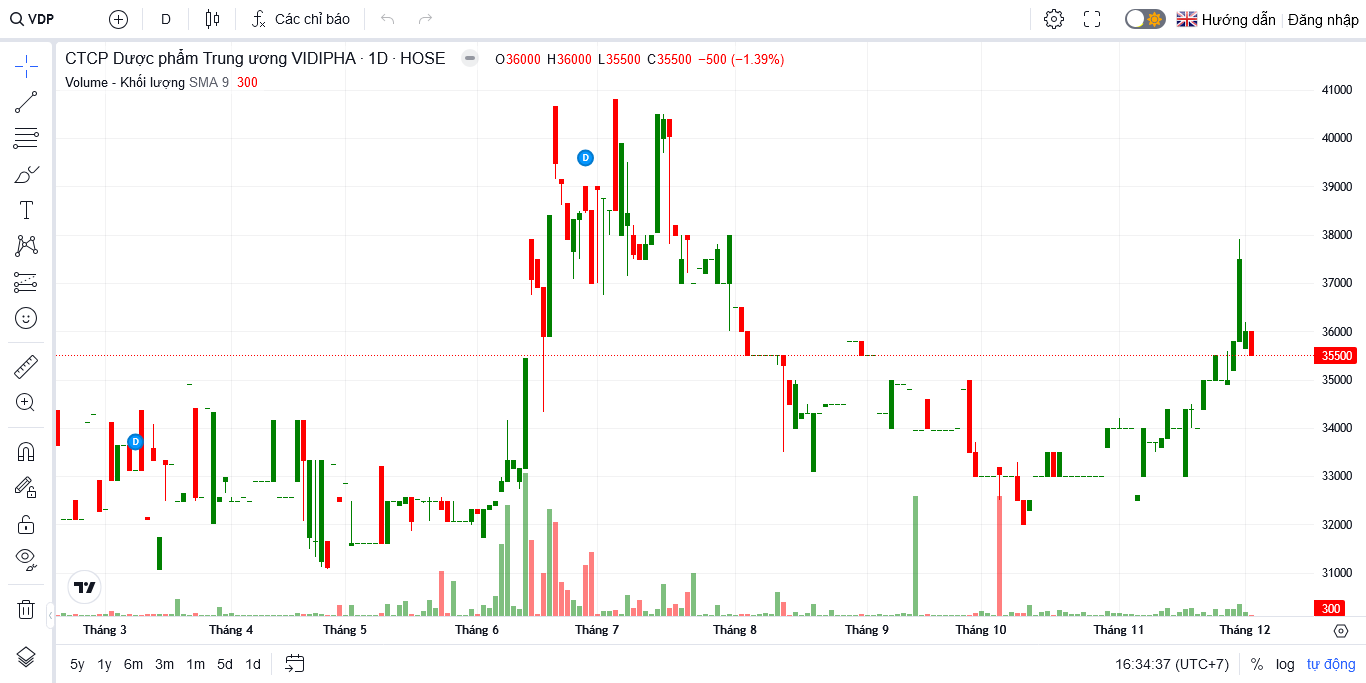 VDP D Các chỉ báo Hướng dẫn Đăng nhập
CTCP Dược phẩm Trung ương VIDIPHA · 1D · HOSE O36000 H36000 L35500 C35500 −500 (−1.39%)
Volume - Khối lượng SMA 9 300
41000
40000
D
39000
38000
37000
36000
35500
35000
34000
D
33000
32000
31000
300
Tháng 3 Tháng 4 Tháng 5 Tháng 6 Tháng 7 Tháng 8 Tháng 9 Tháng 10 Tháng 11 Tháng 12
5y 1y 6m 3m 1m 5d 1d 16:34:37 (UTC+7) % log tự động